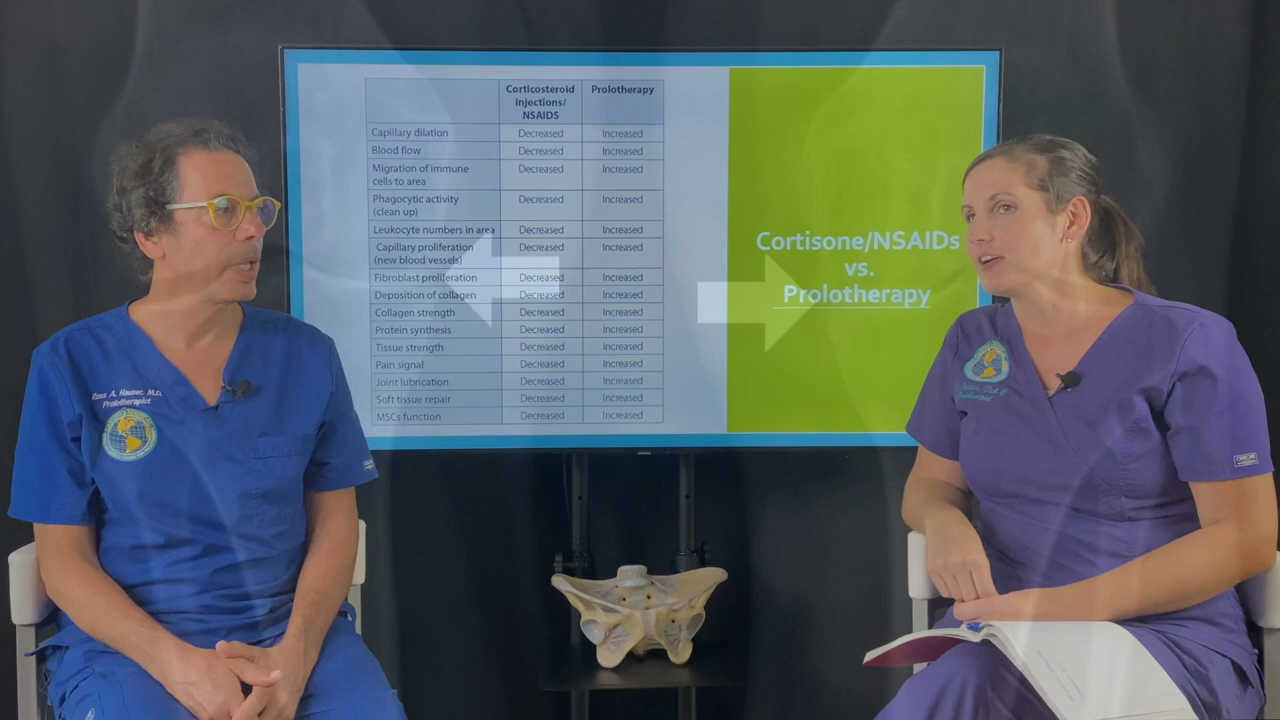 Corticosteroid injections/ NSAIDS Prolotherapy
Capillary dilation Decreased Increased
Blood flow Decreased Increased
Migration of immune cells to area Decreased Increased
Phagocytic activity (clean up) Decreased Increased
Leukocyte numbers in area Decreased Increased
Capillary proliferation (new blood vessels) Decreased Increased
Fibroblast proliferation Decreased Increased
Deposition of collagen Decreased Increased
Collagen strength Decreased Increased
Protein synthesis Decreased Increased
Tissue strength Decreased Increased
Pain signal Decreased Increased
Joint lubrication Decreased Increased
Soft tissue repair Decreased Increased
MSCs function Decreased Increased
Cortisone/NSAIDs
vs.
Prolotherapy
Ross A. Hauser, M.D.
Prolotherapist